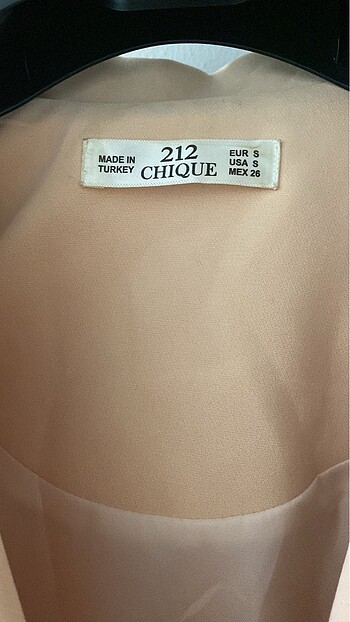 MADE IN
TURKEY
212
CHIQUE
EUR S
USA S
MEX 26